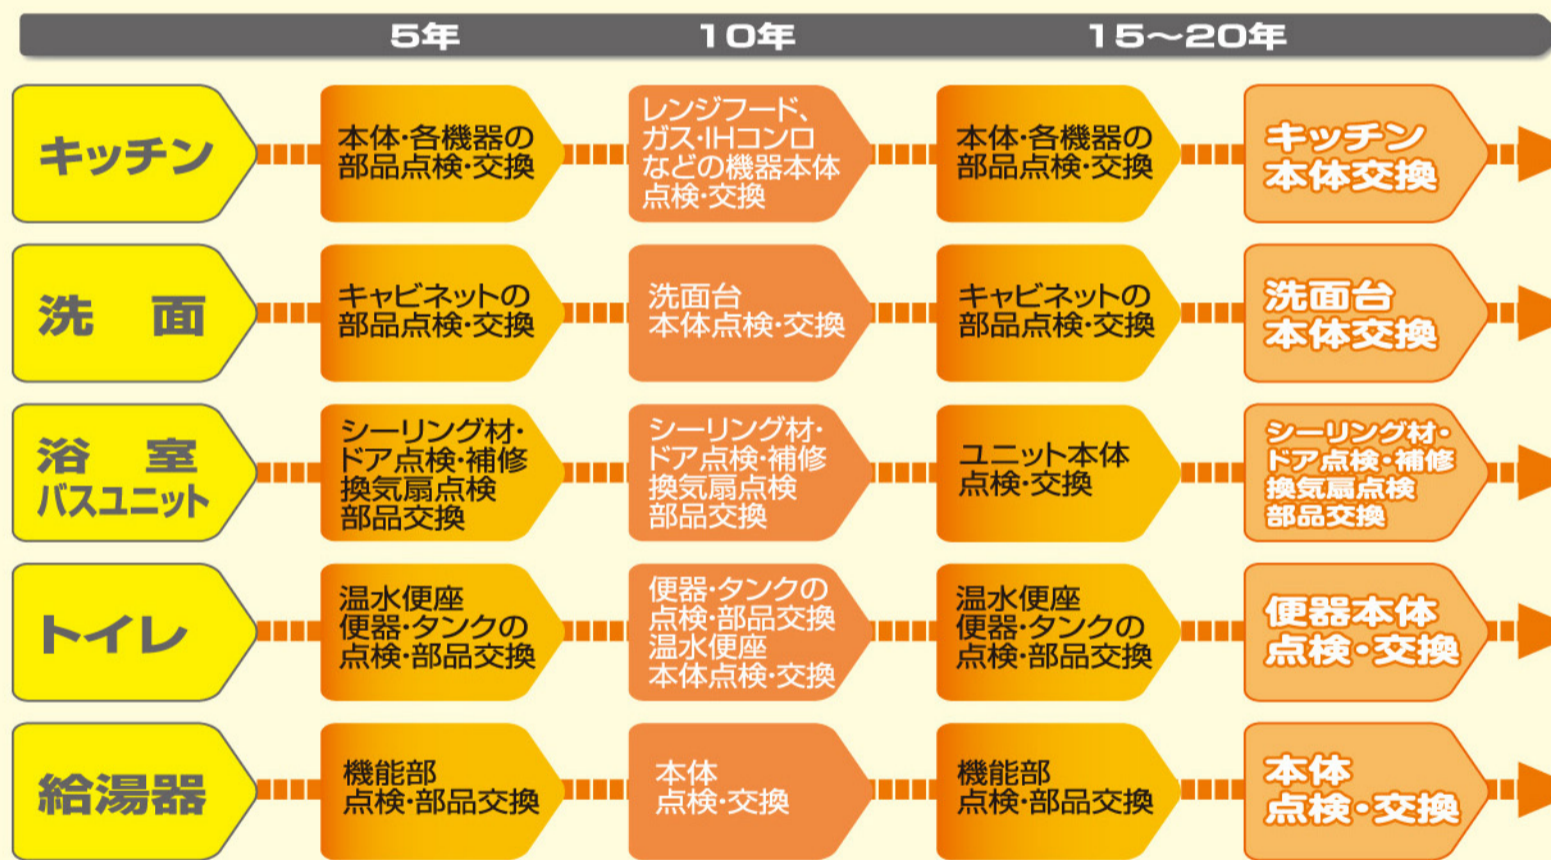 5年
10年
15〜20年
キッチン
本体・各機器の
部品点検・交換
レンジフード、
ガス・IHコンロ
などの機器本体
点検・交換
本体・各機器の
部品点検・交換
キッチン
本体交換
洗　面
キャビネットの
部品点検・交換
洗面台
本体点検・交換
キャビネットの
部品点検・交換
洗面台
本体交換
浴　室
バスユニット
シーリング材・
ドア点検・補修
換気扇点検
部品交換
シーリング材・
ドア点検・補修
換気扇点検
部品交換
ユニット本体
点検・交換
シーリング材・
ドア点検・補修
換気扇点検
部品交換
トイレ
温水便座
便器・タンクの
点検・部品交換
便器・タンクの
点検・部品交換
温水便座
本体点検・交換
温水便座
便器・タンクの
点検・部品交換
便器本体
点検・交換
給湯器
機能部
点検・部品交換
本体
点検・交換
機能部
点検・部品交換
本体
点検・交換